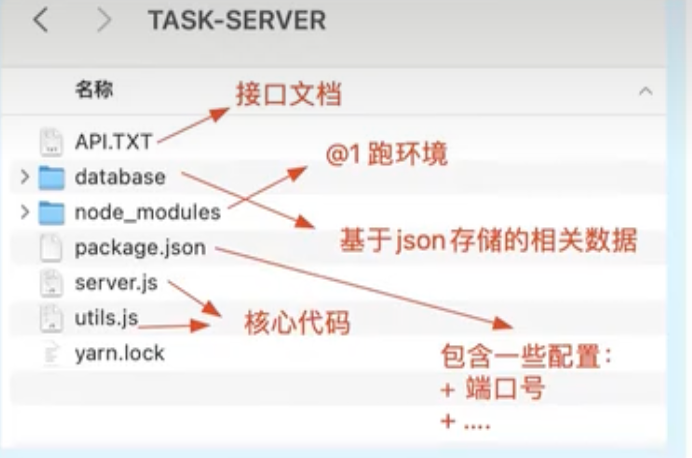 TASK-SERVER
名称
接口文档
API.TXT
@1 跑环境
database
node_modules
基于json存储的相关数据
package.json
server.js
utils.js
核心代码
yarn.lock
包含一些配置：
+ 端口号
+ ....